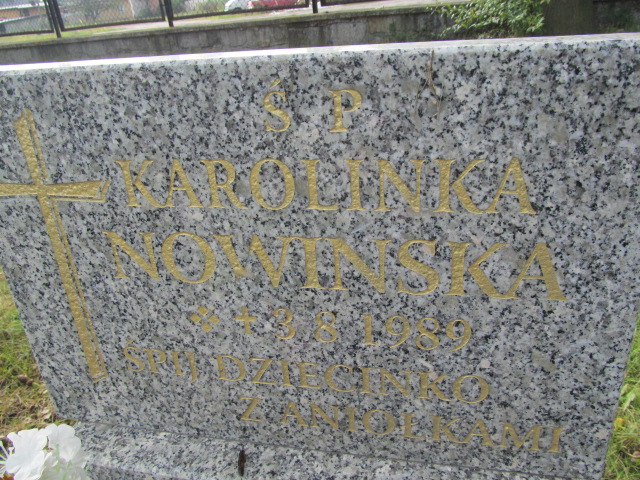 Ś P
KAROLINKA
NOWINSKA
✥ + 3 8 1989
ŚPIJ DZIECINKO
Z ANIOŁKAMI